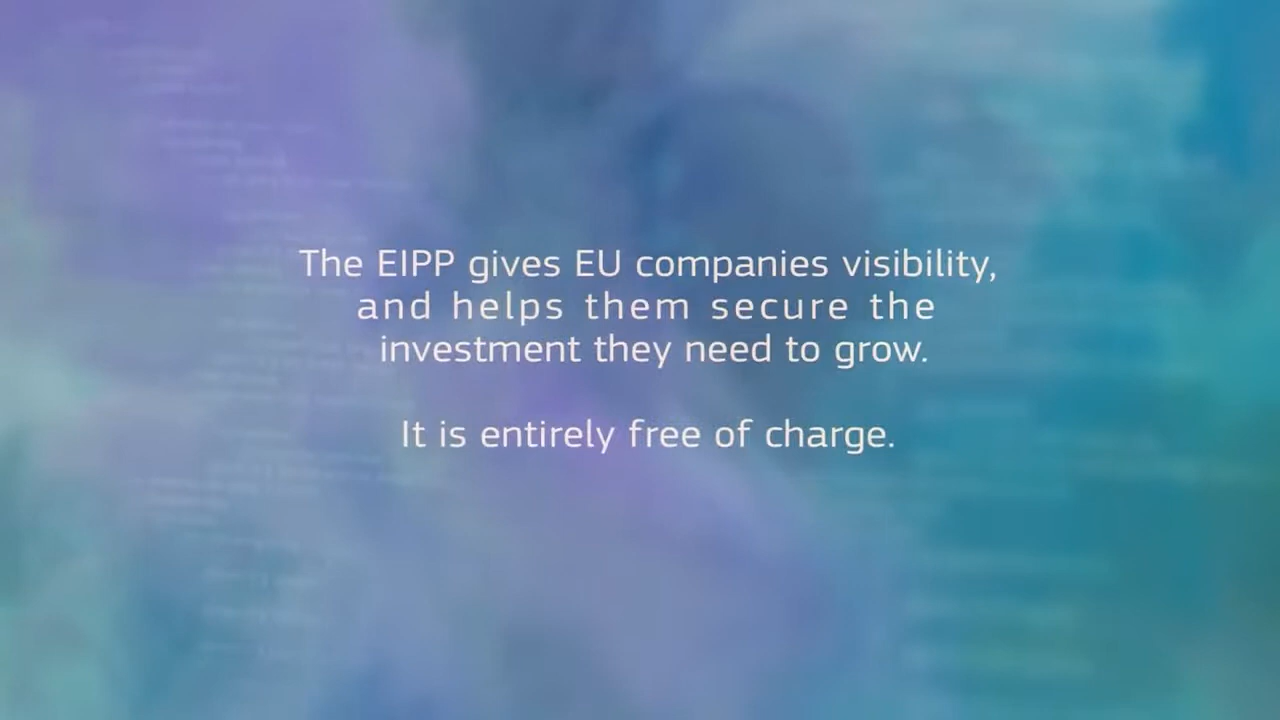 The EIPP gives EU companies visibility,
and helps them secure the
investment they need to grow.
It is entirely free of charge.